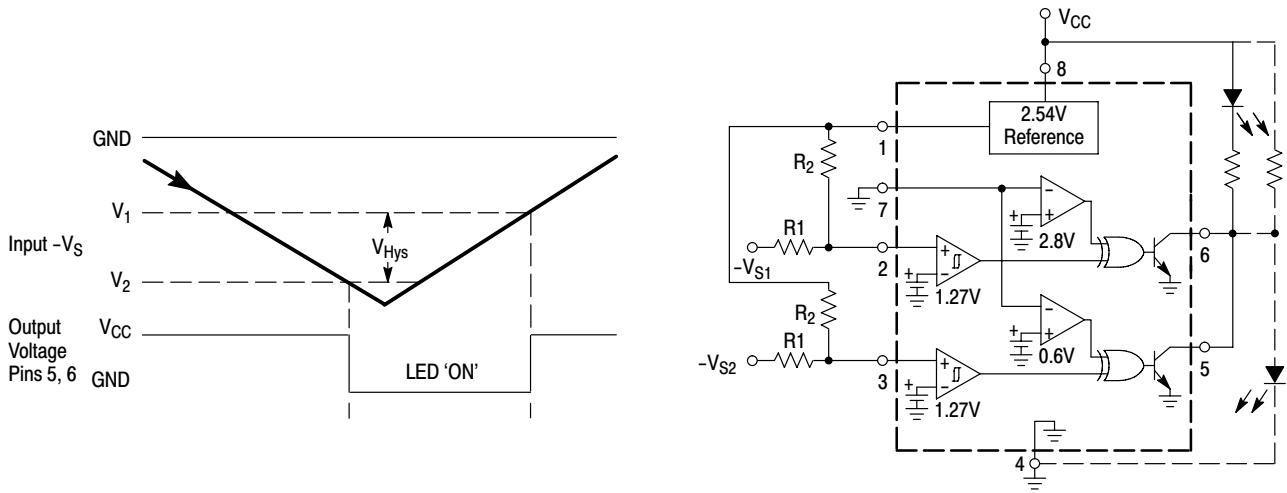 GND
V1
Input –VS
VHys
V2
Output
Voltage
Pins 5, 6
VCC
GND
LED 'ON'
VCC
8
2.54V
Reference
1
R2
7
2.8V
R1
–VS1
2
1.27V
6
R2
R1
–VS2
3
0.6V
1.27V
5
4